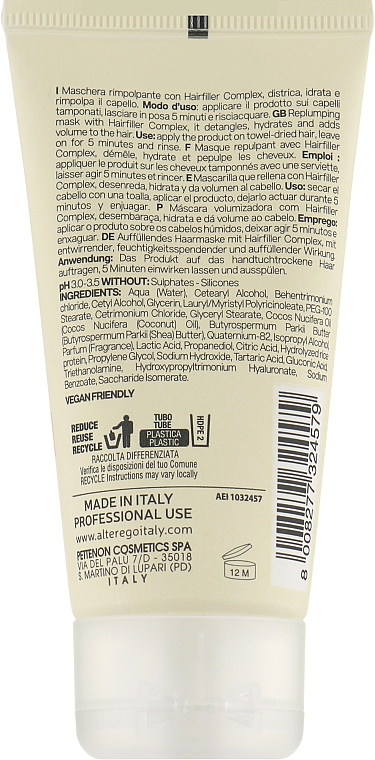 I Maschera rimpolpante con Hairfiller Complex, districa, idrata e
rimpolpa il capello. Modo d'uso: applicare il prodotto sui capelli
tamponati, lasciare in posa 5 minuti e risciacquare. GB Replumping
mask with Hairfiller Complex, it detangles, hydrates and adds
volume to the hair. Use: apply the product on towel-dried hair, leave
on for 5 minutes and rinse. F Masque repulpant avec Hairfiller
Complex, démêle, hydrate et pepulpe les cheveux. Emploi :
appliquer le produit sur les cheveux tamponnés avec une serviette,
laisser agir 5 minutes et rincer. E Mascarilla que rellena con Hairfiller
Complex, desenreda, hidrata y da volumen al cabello. Uso: secar el
cabello con una toalla, aplicar el producto, dejarlo actuar durante 5
minutos y enjuagar. P Máscara volumizadora com Hairfiller
Complex, desembaraça, hidrata e dá volume ao cabelo. Emprego:
aplicar o produto sobre os cabelos húmidos, deixar agir 5 minutos e
enxaguar. DE Auffüllendes Haarmaske mit Hairfiller Complex, mit
entwirrender, feuchtigkeitsspendender und auffüllender Wirkung.
Anwendung: Das Produkt auf das handtuchtrockene Haar
auftragen, 5 Minuten einwirken lassen und ausspülen.
pH 3.0-3.5 WITHOUT: Sulphates - Silicones
INGREDIENTS: Aqua (Water), Cetearyl Alcohol, Behentrimonium
chloride, Cetyl Alcohol, Glycerin, Lauryl/Myristyl Polyricinoleate, PEG-100
Stearate, Cetrimonium Chloride, Glyceryl Stearate, Cocos Nucifera Oil
(Cocos Nucifera (Coconut) Oil), Butyrospermum Parkii Butter
(Butyrospermum Parkii (Shea) Butter), Quaternium-82, Isopropyl Alcohol,
Parfum (Fragrance), Lactic Acid, Propanediol, Citric Acid, Hydrolyzed rice
protein, Propylene Glycol, Sodium Hydroxide, Tartaric Acid, Gluconic Acid,
Triethanolamine, Hydroxypropyltrimonium Hyaluronate, Sodium
Benzoate, Saccharide Isomerate.
VEGAN FRIENDLY
REDUCE
REUSE
RECYCLE
TUBO
TUBE
PLASTICA
PLASTIC
HDPE 2
RACCOLTA DIFFERENZIATA
Verifica le disposizioni del tuo Comune
RECYCLE Instructions may vary locally
MADE IN ITALY
PROFESSIONAL USE
www.alteregoitaly.com
AEI 1032457
PETTENON COSMETICS SPA
VIA DEL PALÙ 7/D - 35018
S. MARTINO DI LUPARI (PD)
ITALY
12 M
8 008277 324579